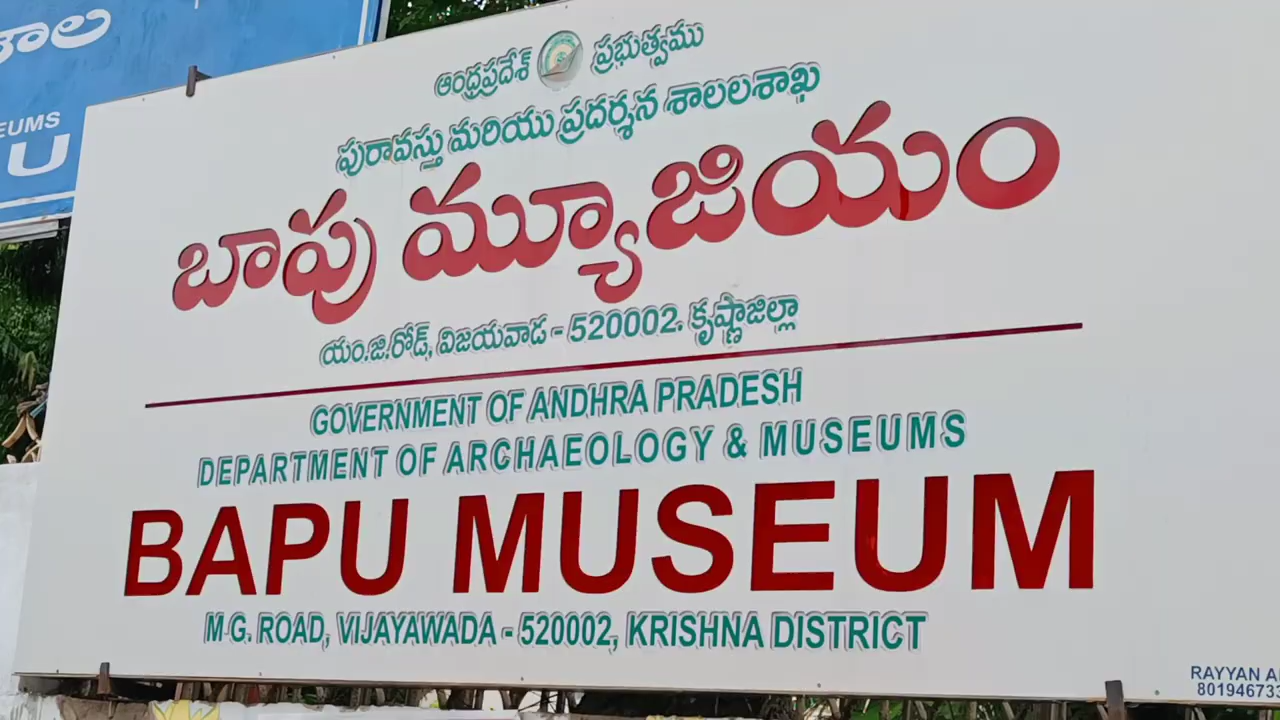 ఆంధ్రప్రదేశ్ ప్రభుత్వము
పురావస్తు మరియు ప్రదర్శన శాలలశాఖ
బాపు మ్యూజియం
యం.జి.రోడ్, విజయవాడ - 520002. కృష్ణాజిల్లా
GOVERNMENT OF ANDHRA PRADESH
DEPARTMENT OF ARCHAEOLOGY & MUSEUMS
BAPU MUSEUM
M.G. ROAD, VIJAYAWADA - 520002, KRISHNA DISTRICT
RAYYAN